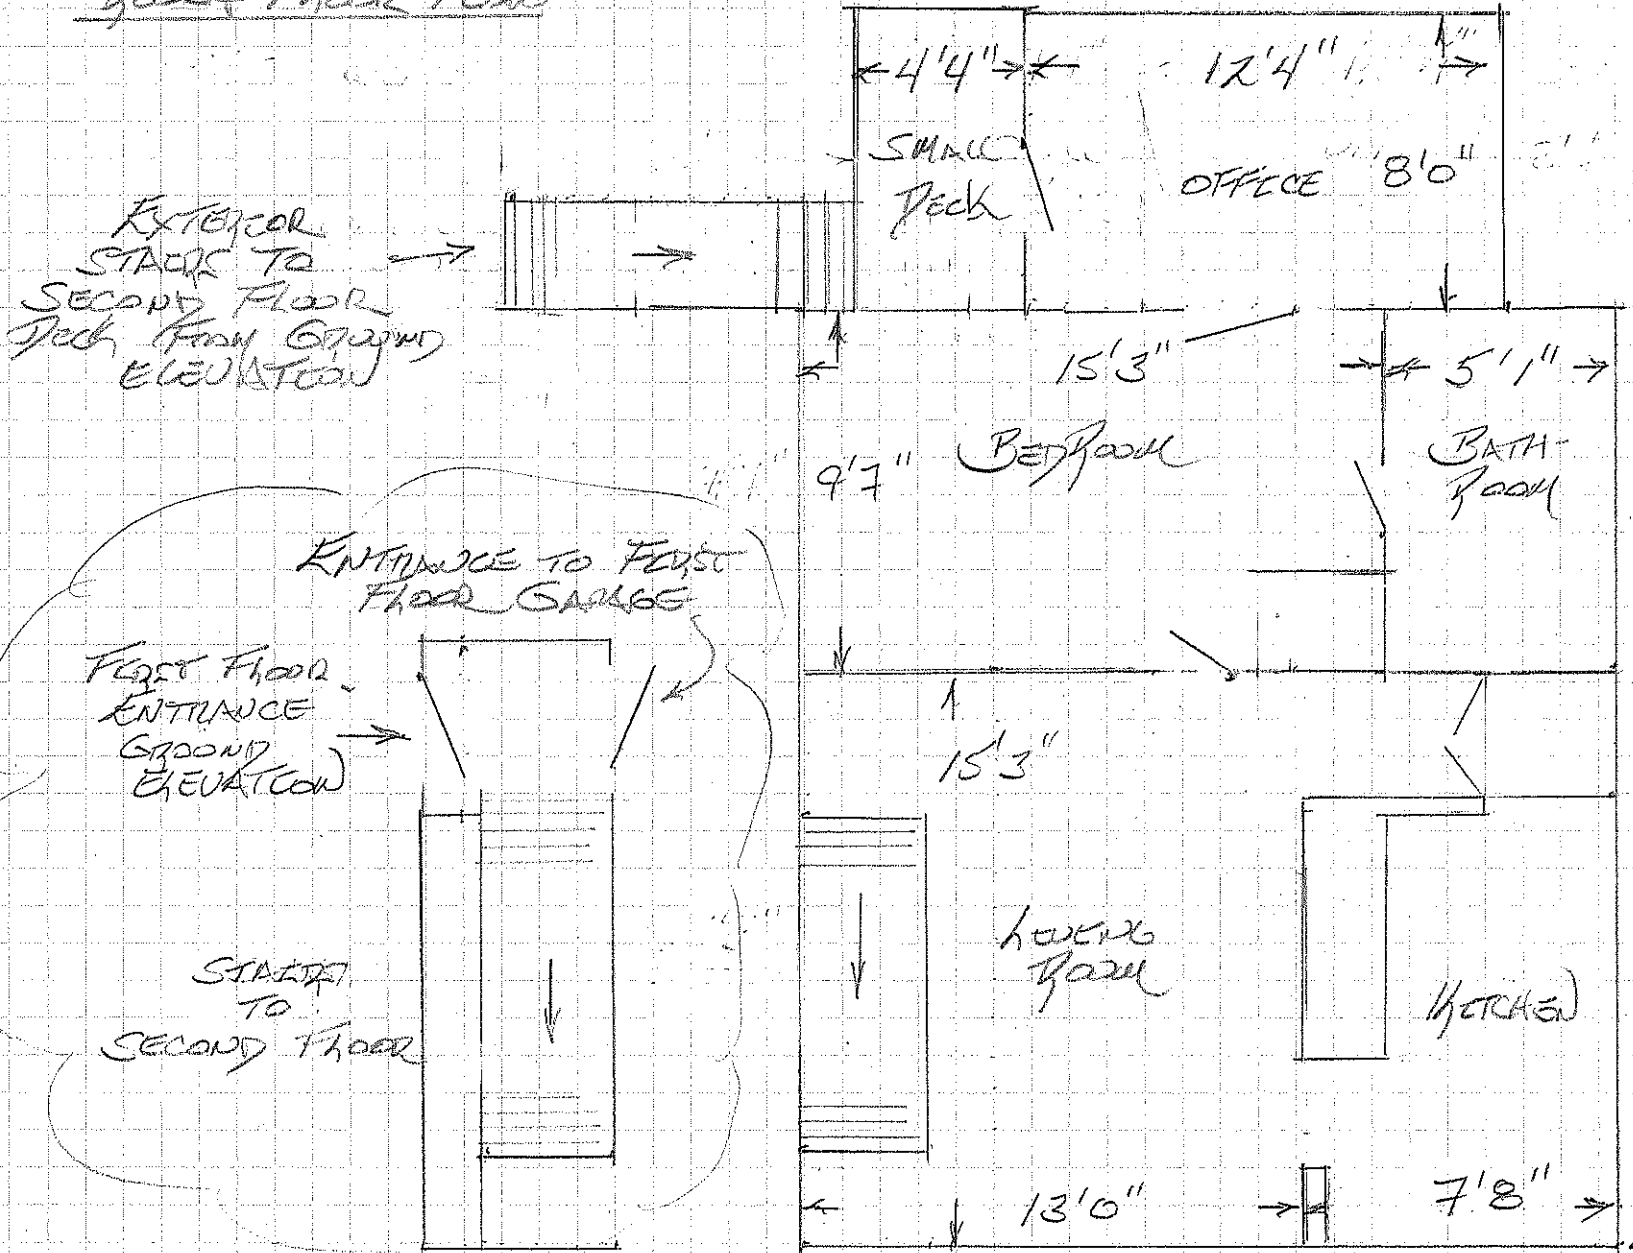 FLOOR PLAN
4'4"
12'4"
SMALL
DECK
OFFICE
8'0"
EXTERIOR
STAIRS TO
SECOND FLOOR
DECK FROM GROUND
ELEVATION
15'3"
5'1"
BEDROOM
BATH-
ROOM
9'7"
ENTRANCE TO FIRST
FLOOR GARAGE
FIRST FLOOR
ENTRANCE
GROUND
ELEVATION
15'3"
LIVING
ROOM
KITCHEN
STAIRS
TO
SECOND FLOOR
13'0"
7'8"